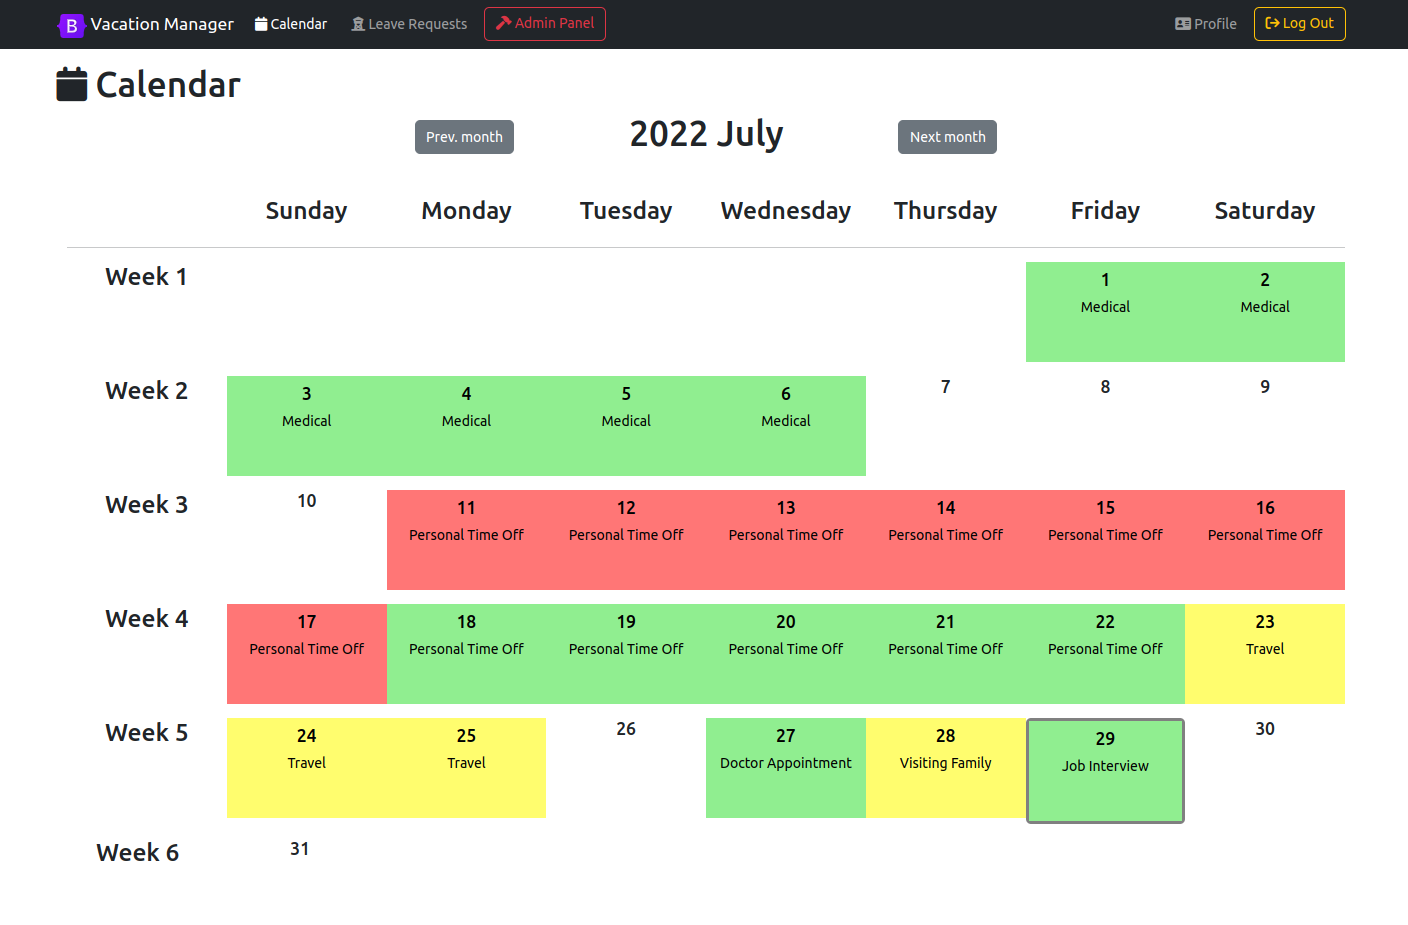 B Vacation Manager Calendar Leave Requests Admin Panel Profile Log Out
Calendar
Prev. month 2022 July Next month
Sunday Monday Tuesday Wednesday Thursday Friday Saturday
Week 1 1 2
Medical Medical
Week 2 3 4 5 6 7 8 9
Medical Medical Medical Medical
Week 3 10 11 12 13 14 15 16
Personal Time Off Personal Time Off Personal Time Off Personal Time Off Personal Time Off Personal Time Off
Week 4 17 18 19 20 21 22 23
Personal Time Off Personal Time Off Personal Time Off Personal Time Off Personal Time Off Personal Time Off Travel
Week 5 24 25 26 27 28 29 30
Travel Travel Doctor Appointment Visiting Family Job Interview
Week 6 31